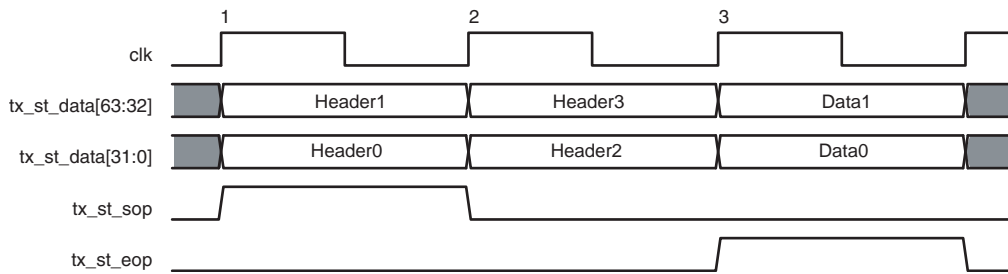 1 2 3
clk
tx_st_data[63:32] Header1 Header3 Data1
tx_st_data[31:0] Header0 Header2 Data0
tx_st_sop
tx_st_eop